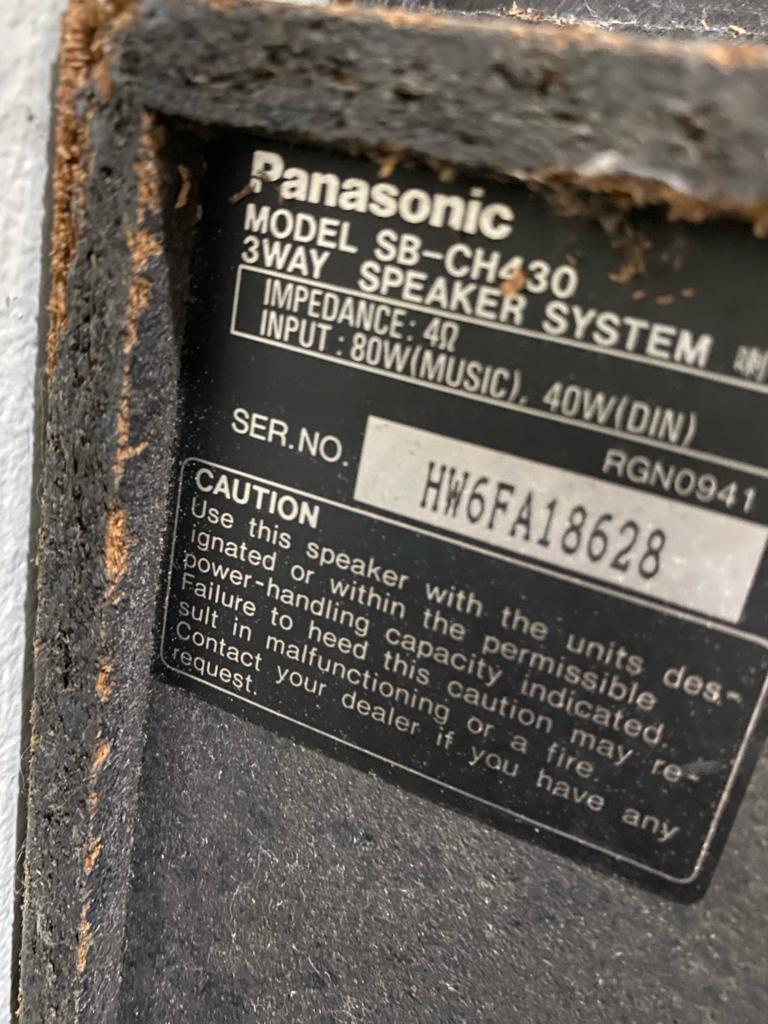 Panasonic
MODEL SB-CH430
3WAY SPEAKER SYSTEM
IMPEDANCE: 4Ω
INPUT : 80W(MUSIC), 40W(DIN)
RGN0941
SER.NO. HW6FA18628
CAUTION
Use this speaker with the units des-
ignated or within the permissible
power-handling capacity indicated.
Failure to heed this caution may re-
sult in malfunctioning or a fire.
Contact your dealer if you have any
request.